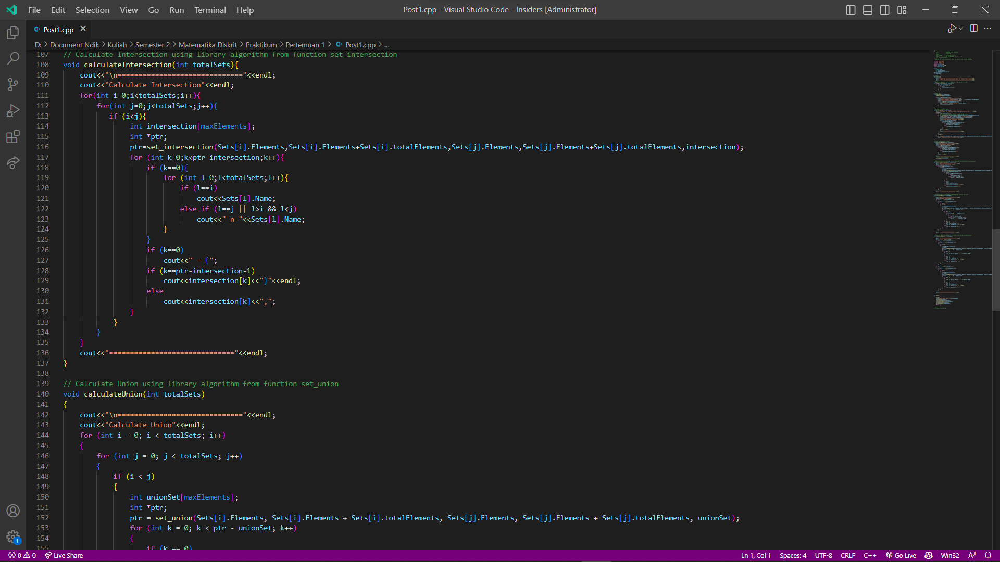 File Edit Selection View Go Run Terminal Help
Post1.cpp - Visual Studio Code - Insiders [Administrator]
Post1.cpp
D: > Document Ndik > Kuliah > Semester 2 > Matematika Diskrit > Praktikum > Pertemuan 1 > Post1.cpp > ...
107 // Calculate Intersection using library algorithm from function set_intersection
108 void calculateIntersection(int totalSets){
109     cout<<"\n=============================="<<endl;
110     cout<<"Calculate Intersection"<<endl;
111     for(int i=0;i<totalSets;i++){
112         for(int j=0;j<totalSets;j++){
113            if (i<j){
114                 int intersection[maxElements];
115                 int *ptr;
116                 ptr=set_intersection(Sets[i].Elements,Sets[i].Elements+Sets[i].totalElements,Sets[j].Elements,Sets[j].Elements+Sets[j].totalElements,intersection);
117                 for (int k=0;k<ptr-intersection;k++){
118                     if (k==0){
119                         for (int l=0;l<totalSets;l++){
120                             if (l==i)
121                                 cout<<Sets[l].Name;
122                             else if (l==j || l>i && l<j)
123                                 cout<<" n "<<Sets[l].Name;
124                         }
125                     }
126                     if (k==0)
127                         cout<<" = {";
128                     if (k==ptr-intersection-1)
129                         cout<<intersection[k]<<"}"<<endl;
130                     else
131                         cout<<intersection[k]<<",";
132                 }
133             }
134         }
135     }
136     cout<<"=============================="<<endl;
137 }
138
139 // Calculate Union using library algorithm from function set_union
140 void calculateUnion(int totalSets)
141 {
142     cout<<"\n=============================="<<endl;
143     cout<<"Calculate Union"<<endl;
144     for (int i = 0; i < totalSets; i++)
145     {
146         for (int j = 0; j < totalSets; j++)
147         {
148             if (i < j)
149             {
150                 int unionSet[maxElements];
151                 int *ptr;
152                 ptr = set_union(Sets[i].Elements, Sets[i].Elements + Sets[i].totalElements, Sets[j].Elements, Sets[j].Elements + Sets[j].totalElements, unionSet);
153                 for (int k = 0; k < ptr - unionSet; k++)
154                 {
155                     if (k == 0)
1
0 0 Live Share Ln 1, Col 1 Spaces: 4 UTF-8 CRLF C++ Go Live Win32